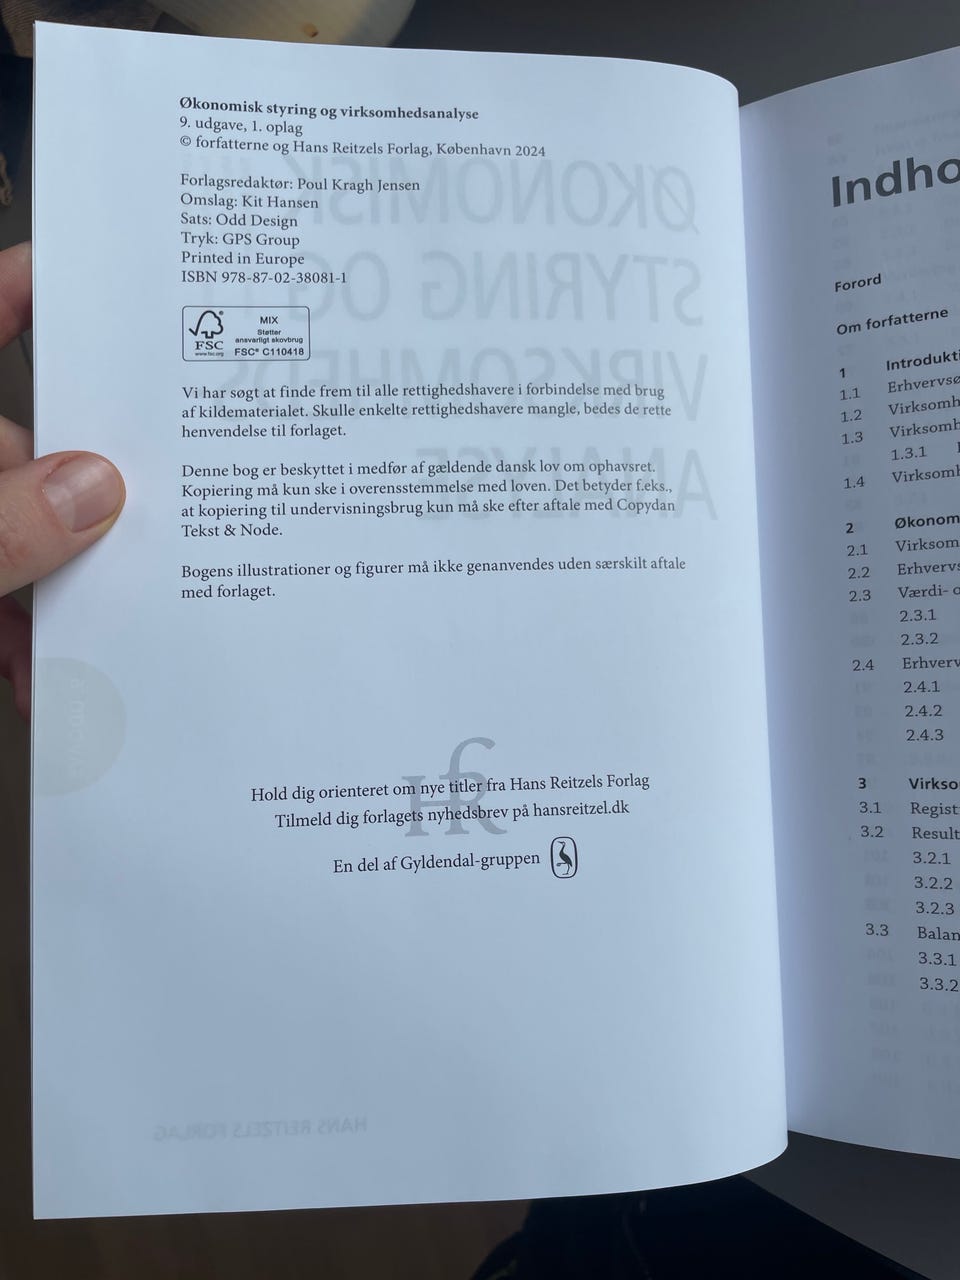 Økonomisk styring og virksomhedsanalyse
9. udgave, 1. oplag
© forfatterne og Hans Reitzels Forlag, København 2024
Forlagsredaktør: Poul Kragh Jensen
Omslag: Kit Hansen
Sats: Odd Design
Tryk: GPS Group
Printed in Europe
ISBN 978-87-02-38081-1
FSC
www.fsc.org
MIX
Støtter
ansvarligt skovbrug
FSC® C110418
Vi har søgt at finde frem til alle rettighedshavere i forbindelse med brug
af kildematerialet. Skulle enkelte rettighedshavere mangle, bedes de rette
henvendelse til forlaget.
Denne bog er beskyttet i medfør af gældende dansk lov om ophavsret.
Kopiering må kun ske i overensstemmelse med loven. Det betyder f.eks.,
at kopiering til undervisningsbrug kun må ske efter aftale med Copydan
Tekst & Node.
Bogens illustrationer og figurer må ikke genanvendes uden særskilt aftale
med forlaget.
HR
Hold dig orienteret om nye titler fra Hans Reitzels Forlag
Tilmeld dig forlagets nyhedsbrev på hansreitzel.dk
En del af Gyldendal-gruppen
ØKONOMISK
STYRING OG
VIRKSOMHEDS
ANALYSE
HANS REITZELS FORLAG
Indho
Forord
Om forfatterne
1 Introdukti
1.1 Erhvervsø
1.2 Virksomh
1.3 Virksomh
1.3.1
1.4 Virksomh
2 Økonom
2.1 Virksom
2.2 Erhvervs
2.3 Værdi- o
2.3.1
2.3.2
2.4 Erhverv
2.4.1
2.4.2
2.4.3
3 Virkso
3.1 Regist
3.2 Result
3.2.1
3.2.2
3.2.3
3.3 Balan
3.3.1
3.3.2